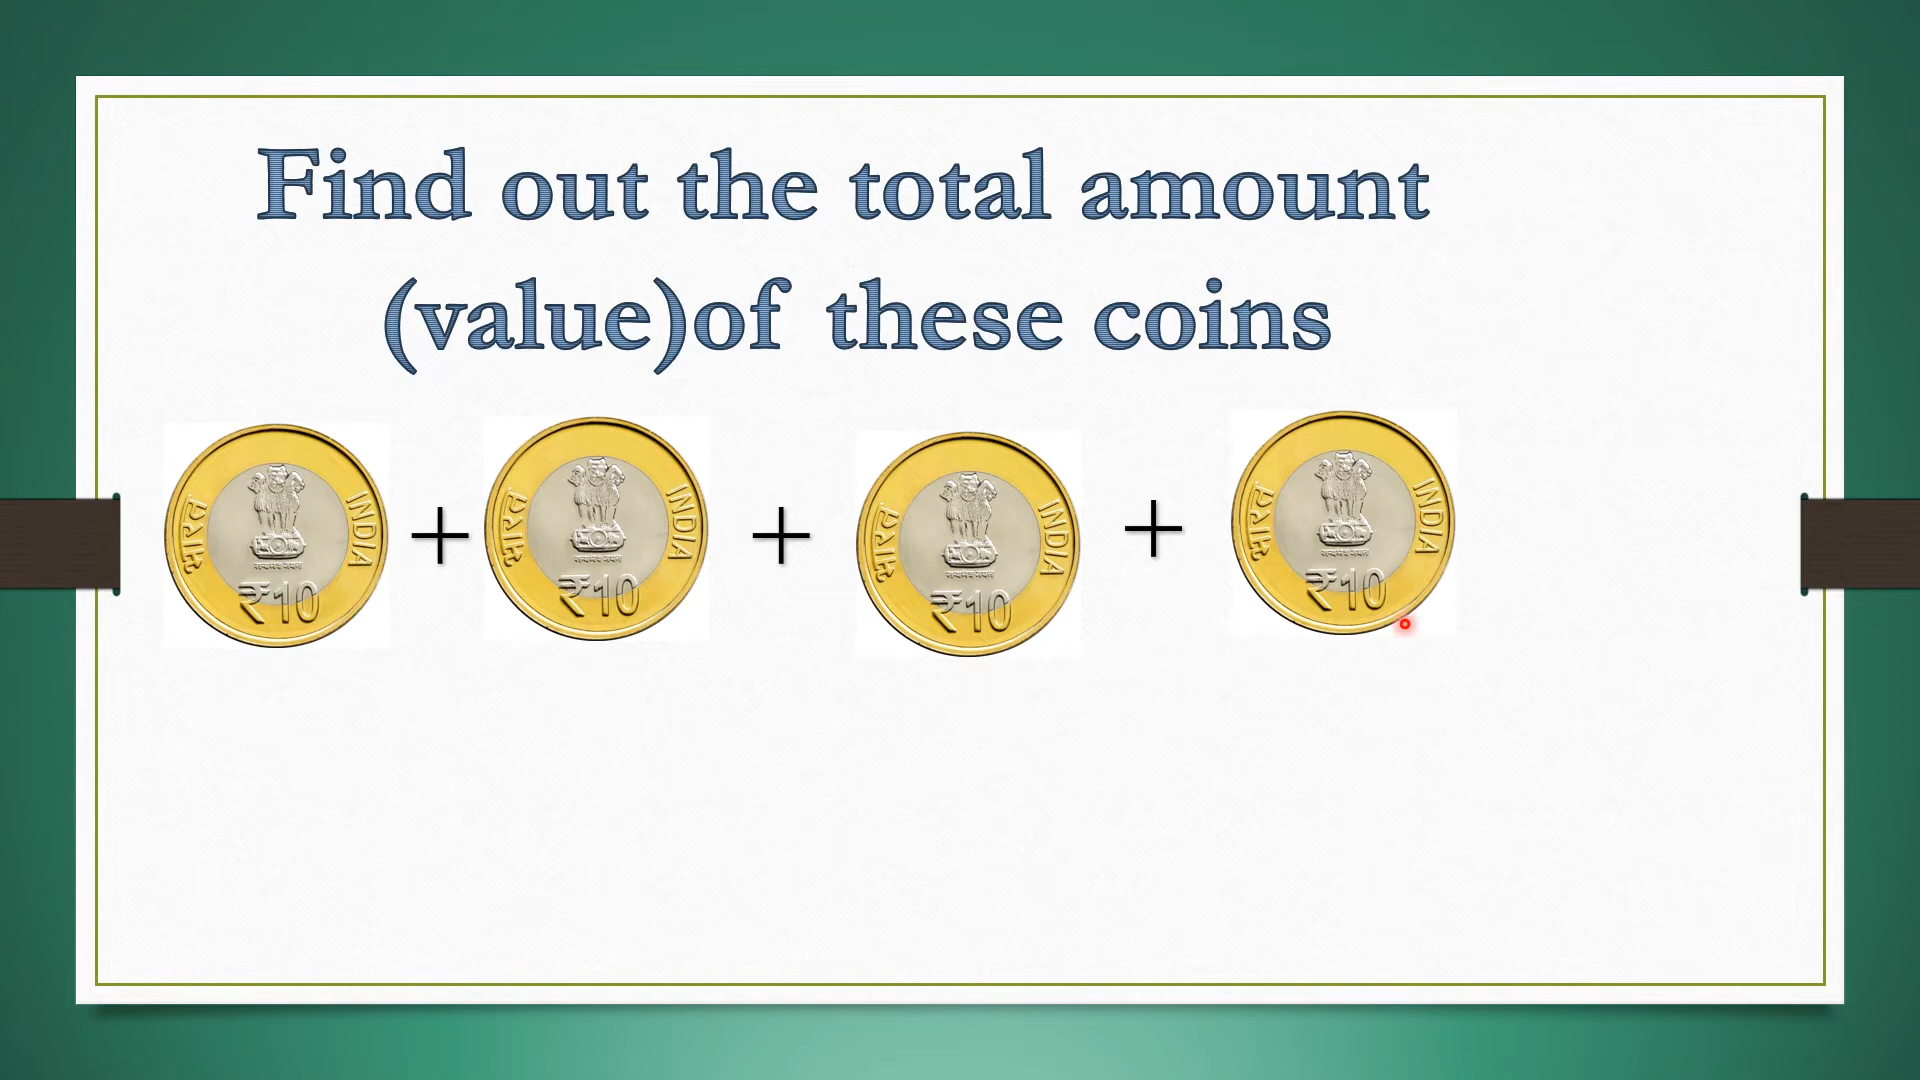 Find out the total amount
(value)of these coins
भारत INDIA ₹10 + भारत INDIA ₹10 + भारत INDIA ₹10 + भारत INDIA ₹10